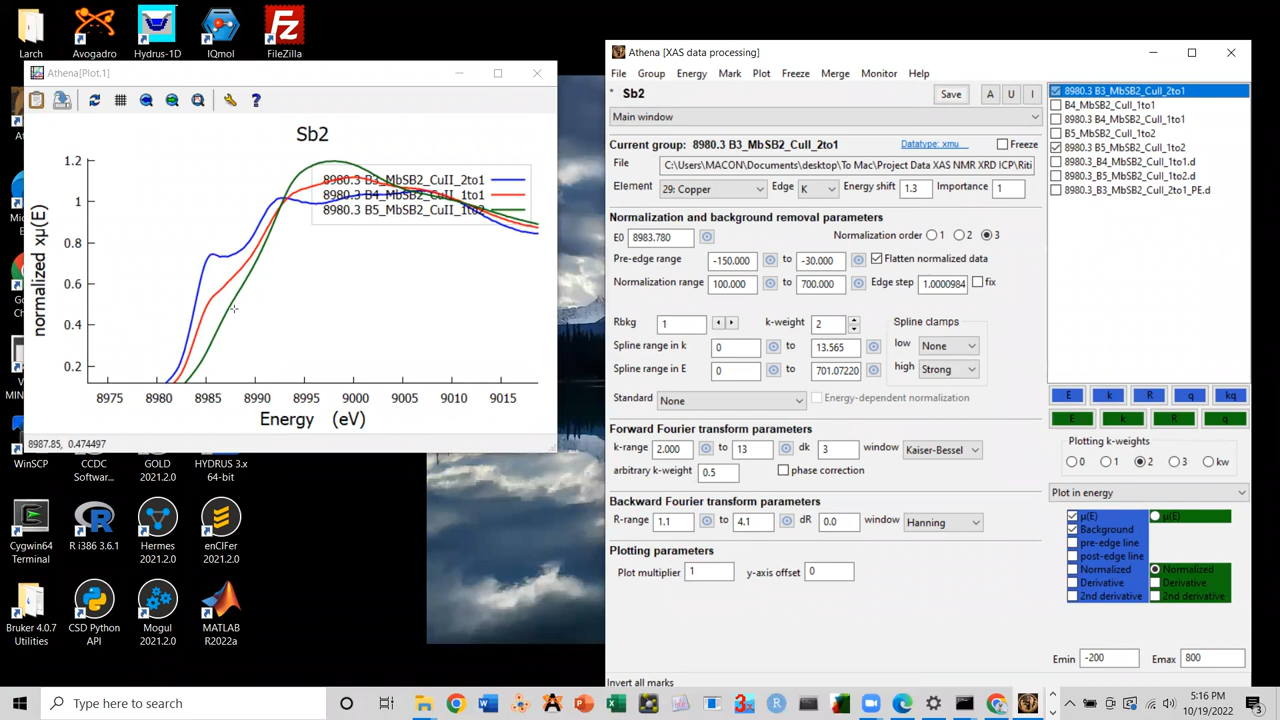 Larch
Avogadro
Hydrus-1D
IQmol
FileZilla
Athena[Plot.1]
Sb2
normalized xμ(E)
1.2
1
0.8
0.6
0.4
0.2
8980.3 B3_MbSB2_CuII_2to1
8980.3 B4_MbSB2_CuII_1to1
8980.3 B5_MbSB2_CuII_1to2
8975 8980 8985 8990 8995 9000 9005 9010 9015
Energy (eV)
8987.85, 0.474497
WinSCP
CCDC Softwar...
GOLD 2021.2.0
HYDRUS 3.x 64-bit
Cygwin64 Terminal
R i386 3.6.1
Hermes 2021.2.0
enCIFer 2021.2.0
Bruker 4.0.7 Utilities
CSD Python API
Mogul 2021.2.0
MATLAB R2022a
Athena [XAS data processing]
File Group Energy Mark Plot Freeze Merge Monitor Help
* Sb2 Save A U I
Main window
Current group: 8980.3 B3_MbSB2_CuII_2to1 Datatype: xmu Freeze
File C:\Users\MACON\Documents\desktop\To Mac\Project Data XAS NMR XRD ICP\Riti
Element 29: Copper Edge K Energy shift 1.3 Importance 1
Normalization and background removal parameters
E0 8983.780 Normalization order 1 2 3
Pre-edge range -150.000 to -30.000 Flatten normalized data
Normalization range 100.000 to 700.000 Edge step 1.0000984 fix
Rbkg 1 k-weight 2 Spline clamps
Spline range in k 0 to 13.565 low None
Spline range in E 0 to 701.07220 high Strong
Standard None Energy-dependent normalization
Forward Fourier transform parameters
k-range 2.000 to 13 dk 3 window Kaiser-Bessel
arbitrary k-weight 0.5 phase correction
Backward Fourier transform parameters
R-range 1.1 to 4.1 dR 0.0 window Hanning
Plotting parameters
Plot multiplier 1 y-axis offset 0
Invert all marks
8980.3 B3_MbSB2_CuII_2to1
B4_MbSB2_CuII_1to1
8980.3 B4_MbSB2_CuII_1to1
B5_MbSB2_CuII_1to2
8980.3 B5_MbSB2_CuII_1to2
8980.3_B4_MbSB2_CuII_1to1.d
8980.3_B5_MbSB2_CuII_1to2.d
8980.3_B3_MbSB2_CuII_2to1_PE.d
E k R q kq
E k R q
Plotting k-weights
0 1 2 3 kw
Plot in energy
μ(E) μ(E)
Background
pre-edge line
post-edge line
Normalized Normalized
Derivative Derivative
2nd derivative 2nd derivative
Emin -200 Emax 800
Type here to search
5:16 PM
10/19/2022
3